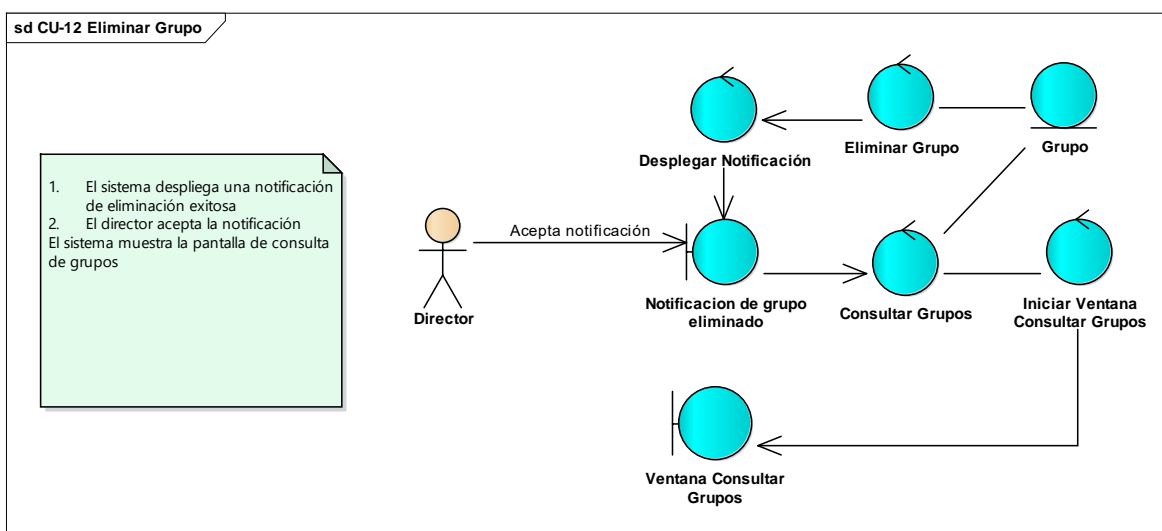 sd CU-12 Eliminar Grupo
1. El sistema despliega una notificación
de eliminación exitosa
2. El director acepta la notificación
El sistema muestra la pantalla de consulta
de grupos
Desplegar Notificación
Eliminar Grupo
Grupo
Acepta notificación
Director
Notificacion de grupo
eliminado
Consultar Grupos
Iniciar Ventana
Consultar Grupos
Ventana Consultar
Grupos